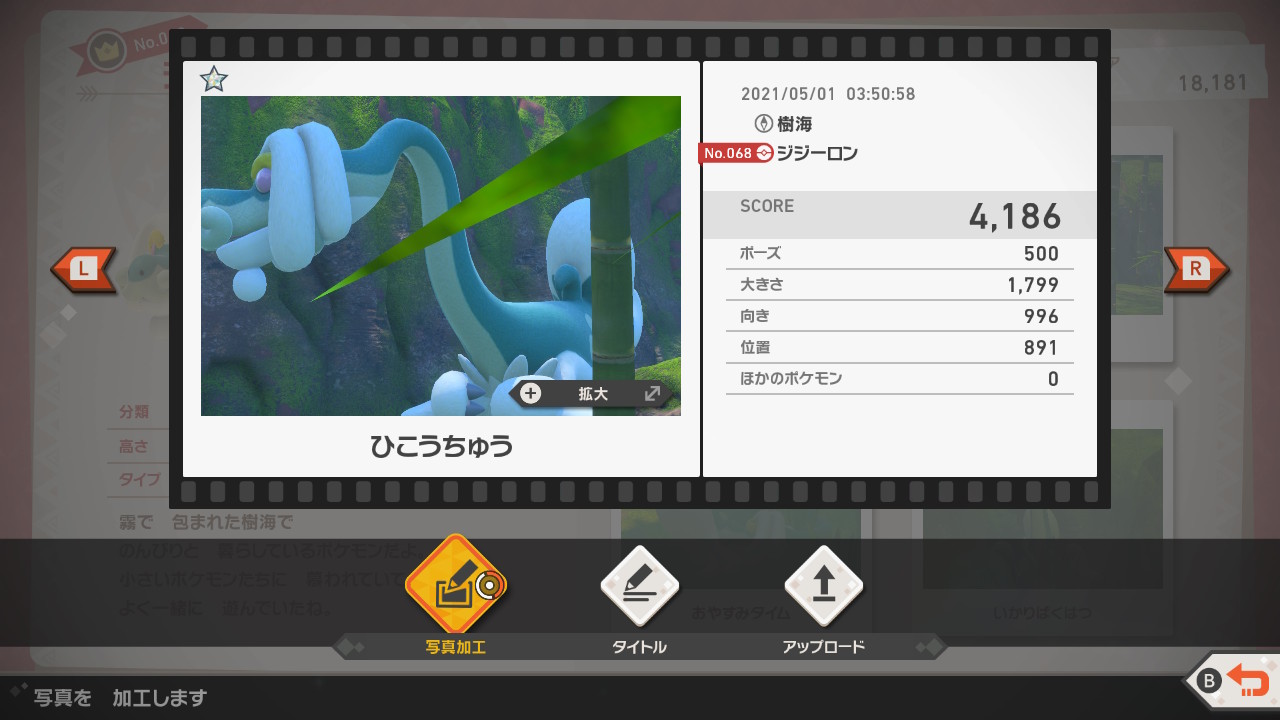 No.0
18,181
2021/05/01 03:50:58
樹海
No.068 ジジーロン
SCORE 4,186
ポーズ 500
大きさ 1,799
向き 996
位置 891
ほかのポケモン 0
拡大
ひこうちゅう
L
R
分類
高さ
タイプ
霧で 包まれた樹海で
のんびりと 暮らしているポケモンだよ。
小さいポケモンたちに 慕われていて
よく一緒に 遊んでいたね。
おやすみタイム
いかりばくはつ
写真加工
タイトル
アップロード
写真を 加工します
B